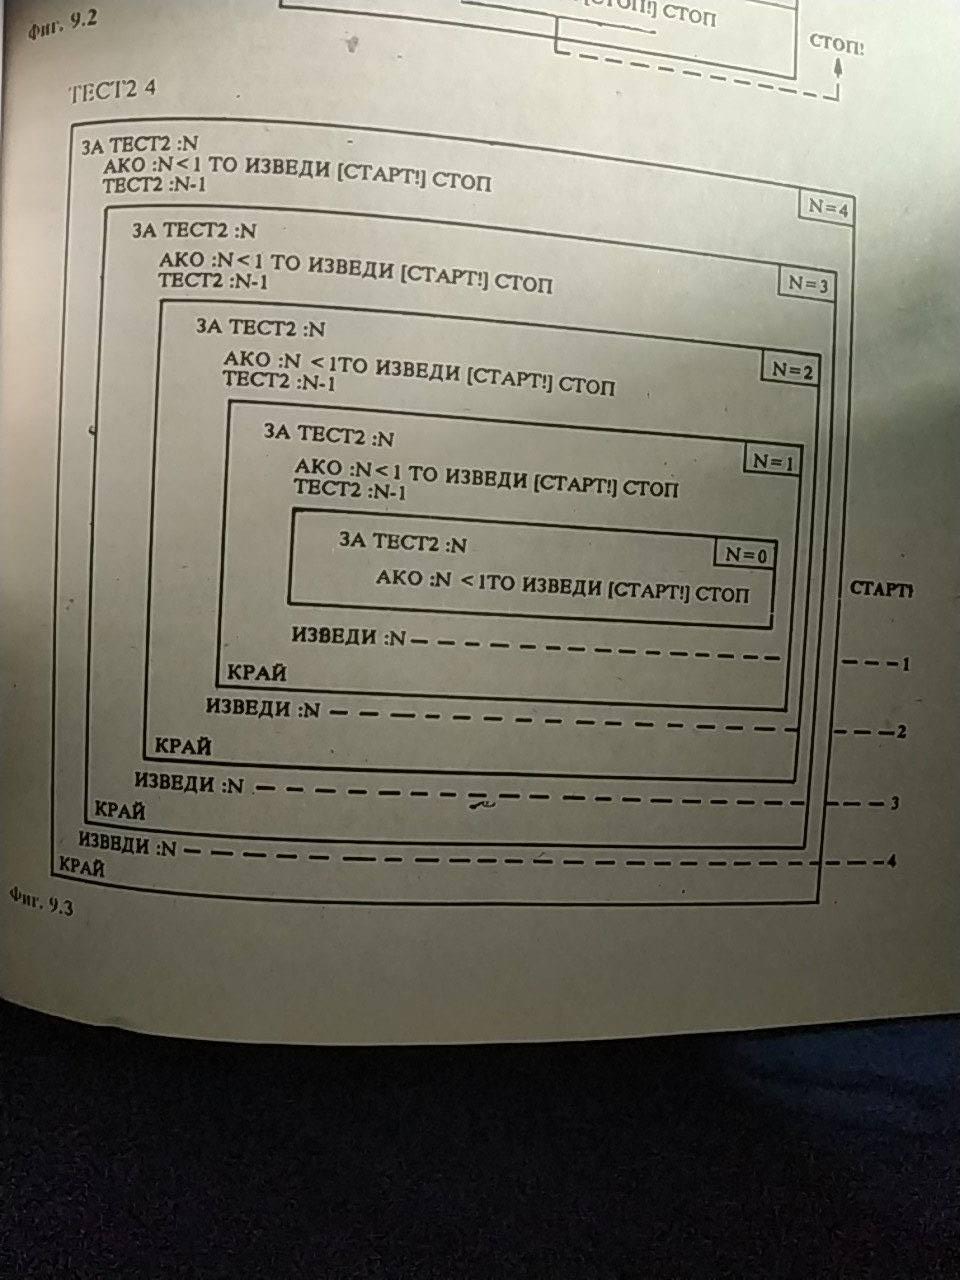 СТОП!] СТОП
Фиг. 9.2
СТОП!
ТЕСТ2 4
ЗА ТЕСТ2 :N
АКО :N<1 ТО ИЗВЕДИ [СТАРТ!] СТОП
ТЕСТ2 :N-1
N=4
ЗА ТЕСТ2 :N
АКО :N<1 ТО ИЗВЕДИ [СТАРТ!] СТОП
ТЕСТ2 :N-1
N=3
ЗА ТЕСТ2 :N
АКО :N <1ТО ИЗВЕДИ [СТАРТ!] СТОП
ТЕСТ2 :N-1
N=2
ЗА ТЕСТ2 :N
АКО :N<1 ТО ИЗВЕДИ [СТАРТ!] СТОП
ТЕСТ2 :N-1
N=1
ЗА ТЕСТ2 :N
N=0
АКО :N <1ТО ИЗВЕДИ [СТАРТ!] СТОП
СТАРТ!
ИЗВЕДИ :N 1
КРАЙ
ИЗВЕДИ :N 2
КРАЙ
ИЗВЕДИ :N 3
КРАЙ
ИЗВЕДИ :N 4
КРАЙ
Фиг. 9.3